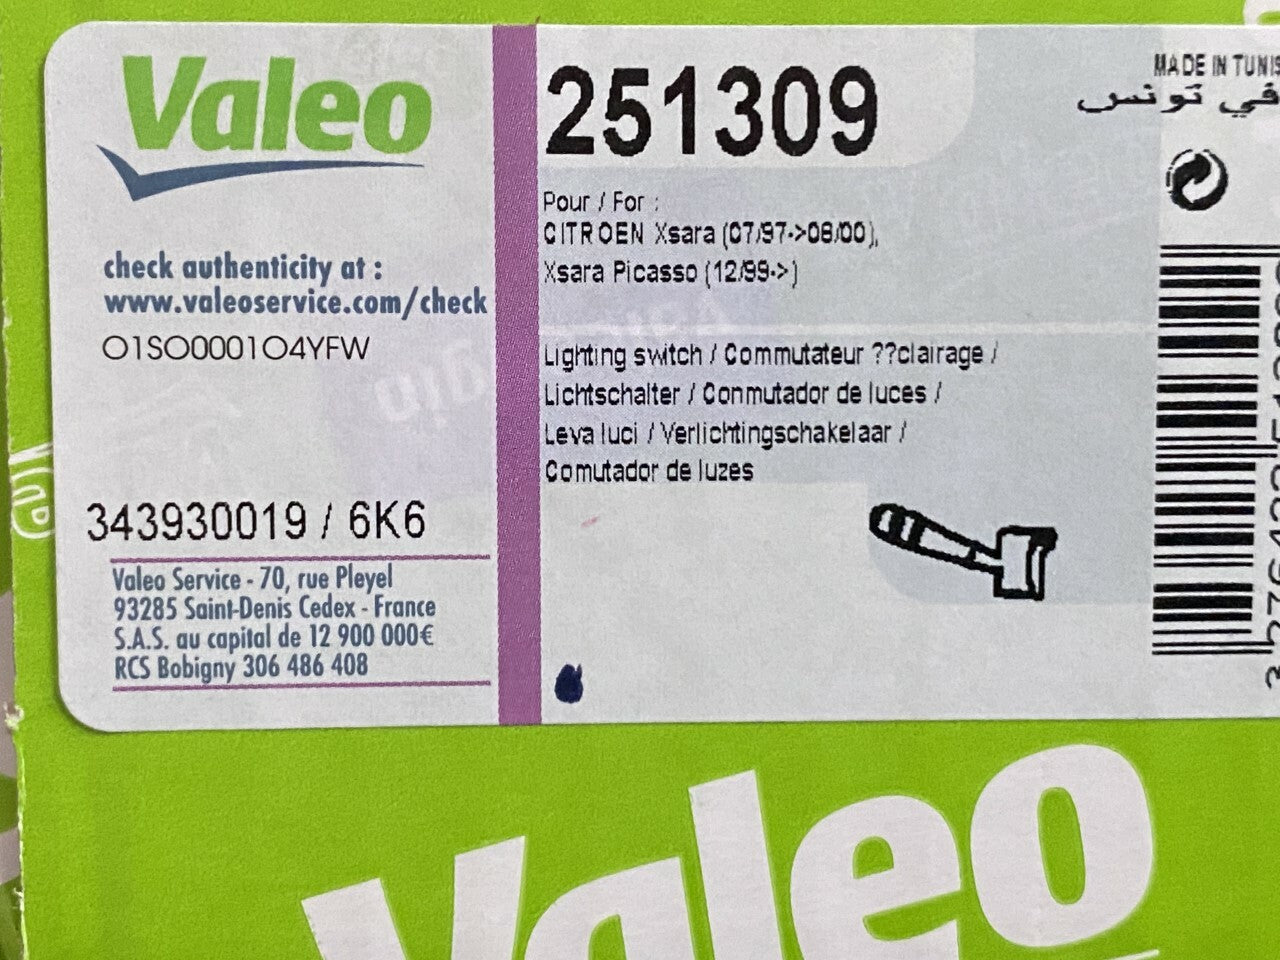 Valeo
check authenticity at :
www.valeoservice.com/check
O1SO0001O4YFW
343930019 / 6K6
Valeo Service - 70, rue Pleyel
93285 Saint-Denis Cedex - France
S.A.S. au capital de 12 900 000€
RCS Bobigny 306 486 408
251309
Pour / For :
CITROEN Xsara (07/97->08/00),
Xsara Picasso (12/99->)
Lighting switch / Commutateur ??clairage /
Lichtschalter / Conmutador de luces /
Leva luci / Verlichtingschakelaar /
Comutador de luzes
MADE IN TUNIS
في تونس
Valeo